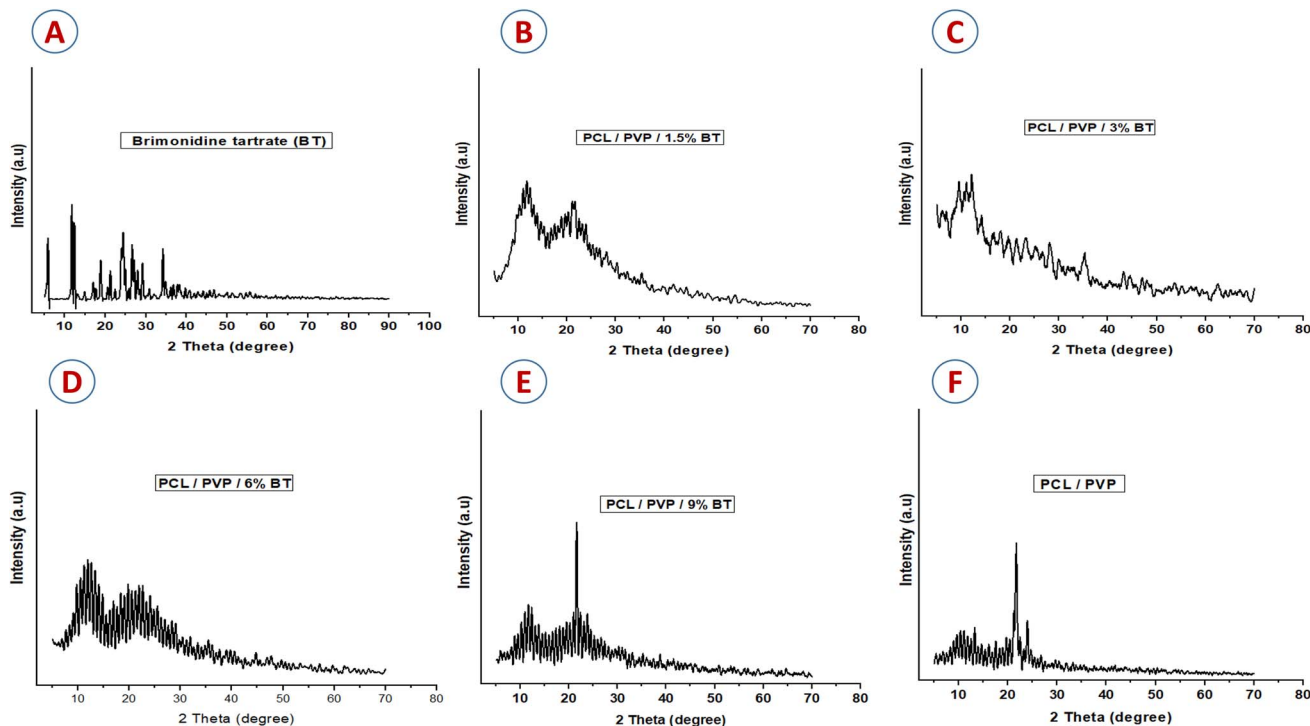 A
Intensity (a.u)
Brimonidine tartrate (BT)
10 20 30 40 50 60 70 80 90 100
2 Theta (degree)
B
Intensity (a.u)
PCL / PVP / 1.5% BT
10 20 30 40 50 60 70 80
2 Theta (degree)
C
Intensity (a.u)
PCL / PVP / 3% BT
10 20 30 40 50 60 70 80
2 Theta (degree)
D
Intensity (a.u)
PCL / PVP / 6% BT
10 20 30 40 50 60 70 80
2 Theta (degree)
E
Intensity (a.u)
PCL / PVP / 9% BT
10 20 30 40 50 60 70 80
2 Theta (degree)
F
Intensity (a.u)
PCL / PVP
10 20 30 40 50 60 70 80
2 Theta (degree)